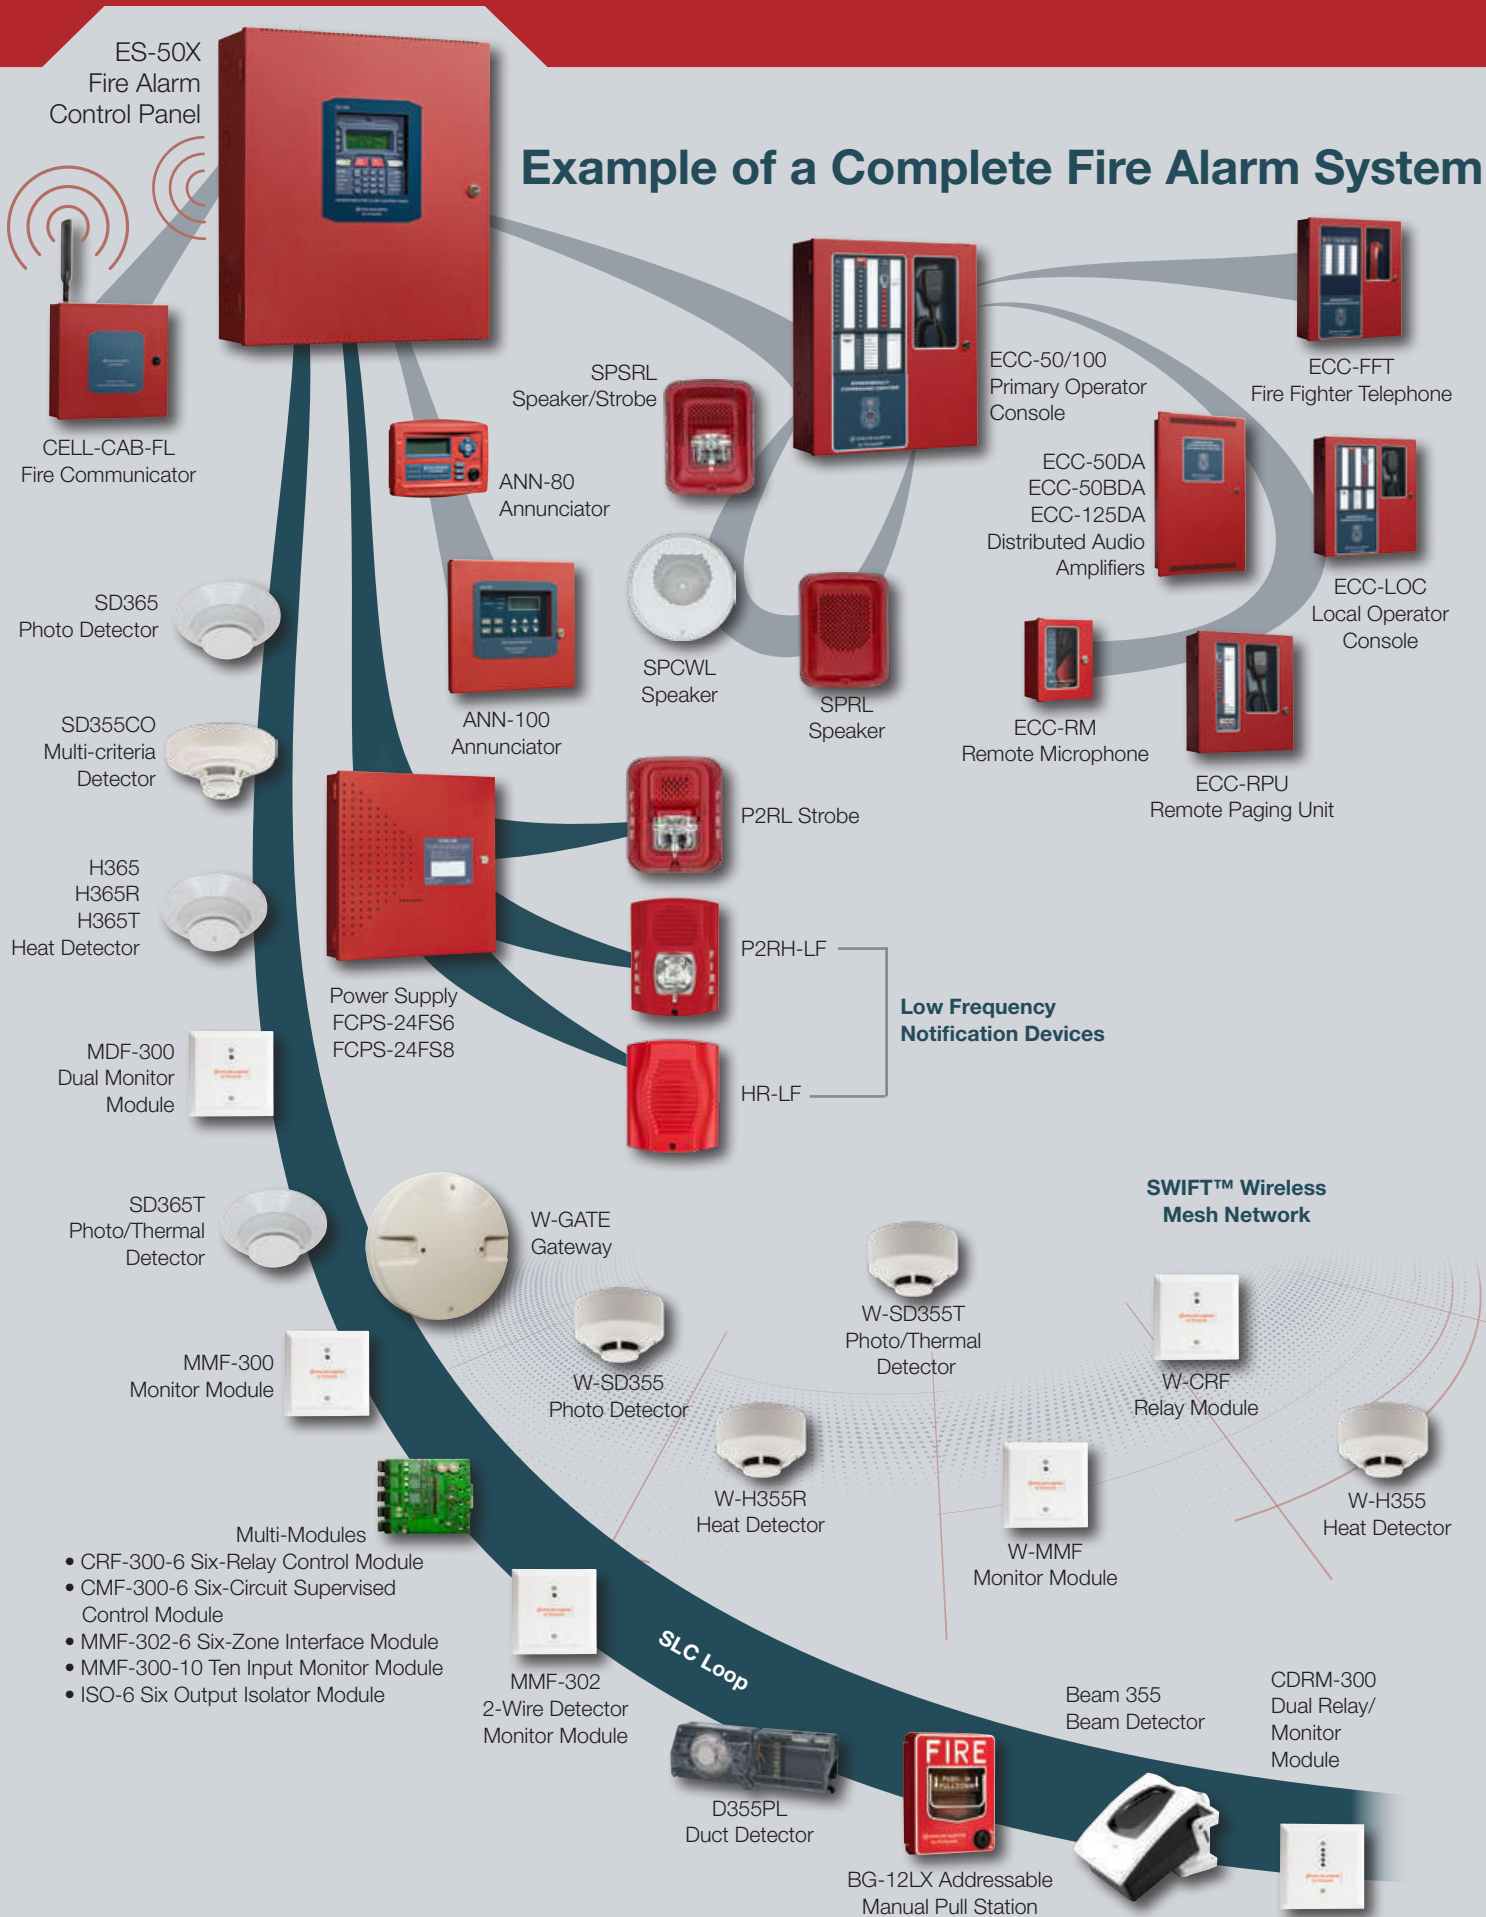 ES-50X
Fire Alarm
Control Panel
Example of a Complete Fire Alarm System
CELL-CAB-FL
Fire Communicator
SPSRL
Speaker/Strobe
ECC-50/100
Primary Operator
Console
ECC-FFT
Fire Fighter Telephone
ANN-80
Annunciator
ECC-50DA
ECC-50BDA
ECC-125DA
Distributed Audio
Amplifiers
ECC-LOC
Local Operator
Console
SD365
Photo Detector
SPCWL
Speaker
SPRL
Speaker
ANN-100
Annunciator
ECC-RM
Remote Microphone
ECC
ECC-RPU
Remote Paging Unit
SD355CO
Multi-criteria
Detector
P2RL Strobe
H365
H365R
H365T
Heat Detector
FIRE
FIRE
P2RH-LF
Low Frequency
Notification Devices
HR-LF
Power Supply
FCPS-24FS6
FCPS-24FS8
MDF-300
Dual Monitor
Module
SD365T
Photo/Thermal
Detector
W-GATE
Gateway
SWIFT™ Wireless
Mesh Network
W-SD355T
Photo/Thermal
Detector
MMF-300
Monitor Module
W-SD355
Photo Detector
W-CRF
Relay Module
W-H355R
Heat Detector
W-H355
Heat Detector
W-MMF
Monitor Module
Multi-Modules
• CRF-300-6 Six-Relay Control Module
• CMF-300-6 Six-Circuit Supervised
Control Module
• MMF-302-6 Six-Zone Interface Module
• MMF-300-10 Ten Input Monitor Module
• ISO-6 Six Output Isolator Module
SLC Loop
MMF-302
2-Wire Detector
Monitor Module
D355PL
Duct Detector
FIRE
BG-12LX Addressable
Manual Pull Station
Beam 355
Beam Detector
CDRM-300
Dual Relay/
Monitor
Module